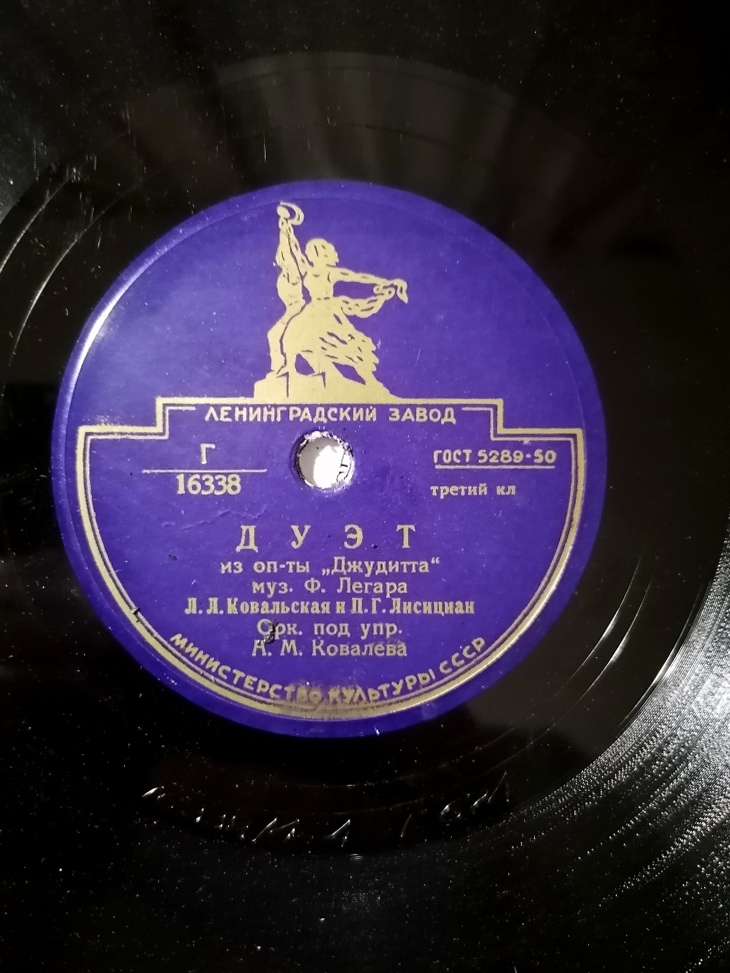 ЛЕНИНГРАДСКИЙ ЗАВОД
Г
16338
ГОСТ 5289-50
третий кл
ДУЭТ
из оп-ты „Джудитта“
муз. Ф. Легара
Л. Л. Ковальская и П. Г. Лисициан
Орк. под упр.
А. М. Ковалева
МИНИСТЕРСТВО КУЛЬТУРЫ СССР